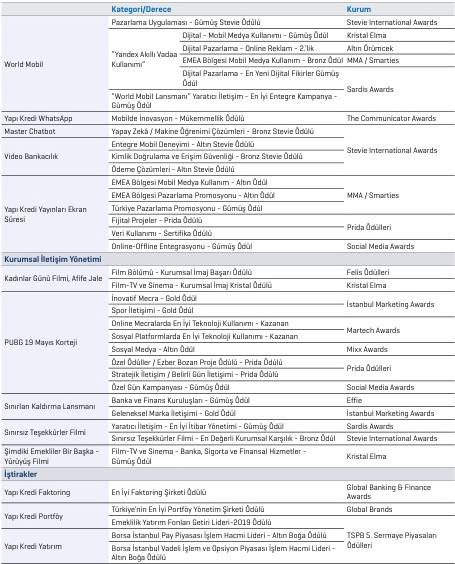 Kategori/Derece Kurum
World Mobil
Pazarlama Uygulaması - Gümüş Stevie Ödülü Stevie International Awards
"Yandex Akıllı Vadaa
Kullanımı"
Dijital - Mobil Medya Kullanım - Gümüş Ödül Kristal Elma
Dijital Pazarlama - Online Reklam - 2.'lik Altın Örümcek
EMEA Bölgesi Mobil Medya Kullanım - Bronz Ödül MMA / Smarties
Dijital Pazarlama - En Yeni Dijital Fikirler Gümüş
Ödül
Sardis Awards
"World Mobil Lansmanı" Yaratıcı İletişim - En İyi Entegre Kampanya -
Gümüş Ödül
Yapı Kredi WhatsApp Mobilde İnovasyon - Mükemmellik Ödülü The Communicator Awards
Master Chatbot Yapay Zekâ / Makine Öğrenimi Çözümleri - Bronz Stevie Ödülü
Stevie International Awards
Video Bankacılık
Entegre Mobil Deneyimi - Altın Stevie Ödülü
Kimlik Doğrulama ve Erişim Güvenliği - Bronz Stevie Ödülü
Ödeme Çözümleri - Altın Stevie Ödülü
Yapı Kredi Yayınları Ekran
Süresi
EMEA Bölgesi Mobil Medya Kullanım - Altın Ödül
EMEA Bölgesi Pazarlama Promosyonu - Altın Ödül MMA / Smarties
Türkiye Pazarlama Promosyonu - Gümüş Ödül
Fijital Projeler - Prida Ödülü
Prida Ödülleri
Veri Kullanımı - Sertifika Ödülü
Online-Offline Entegrasyonu - Gümüş Ödül Social Media Awards
Kurumsal İletişim Yönetimi
Kadınlar Günü Filmi, Afife Jale
Film Bölümü - Kurumsal İmaj Başarı Ödülü Felis Ödülleri
Film-TV ve Sinema - Kurumsal İmaj Kristal Ödülü Kristal Elma
PUBG 19 Mayıs Korteji
İnovatif Mecra - Gold Ödül
İstanbul Marketing Awards
Spor İletişimi - Gold Ödül
Online Mecralarda En İyi Teknoloji Kullanımı - Kazanan
Martech Awards
Sosyal Platformlarda En İyi Teknoloji Kullanımı - Kazanan
Sosyal Medya - Altın Ödül Mixx Awards
Özel Ödüller / Ezber Bozan Proje Ödülü - Prida Ödülü
Prida Ödülleri
Stratejik İletişim / Belirli Gün İletişimi - Prida Ödülü
Özel Gün Kampanyası - Gümüş Ödül Social Media Awards
Sınırları Kaldırma Lansmanı
Banka ve Finans Kuruluşları - Gümüş Ödül Effie
Geleneksel Marka İletişimi - Gold Ödül İstanbul Marketing Awards
Sınırsız Teşekkürler Filmi
Yaratıcı İletişim - En İyi İtibar Yönetimi - Gümüş Ödül Sardis Awards
Sınırsız Teşekkürler Filmi - En Değerli Kurumsal Karşılık - Bronz Ödül Stevie International Awards
Şimdiki Emekliler Bir Başka -
Yürüyüş Filmi
Film-TV ve Sinema - Banka, Sigorta ve Finansal Hizmetler -
Gümüş Ödül
Kristal Elma
İştirakler
Yapı Kredi Faktoring En İyi Faktoring Şirketi Ödülü
Global Banking & Finance
Awards
Yapı Kredi Portföy
Türkiye'nin En İyi Portföy Yönetim Şirketi Ödülü Global Brands
Emeklilik Yatırım Fonları Getiri Lideri-2019 Ödülü
TSPB 5. Sermaye Piyasaları
Ödülleri
Yapı Kredi Yatırım
Borsa İstanbul Pay Piyasası İşlem Hacmi Lideri - Altın Boğa Ödülü
Borsa İstanbul Vadeli İşlem ve Opsiyon Piyasası İşlem Hacmi Lideri -
Altın Boğa Ödülü